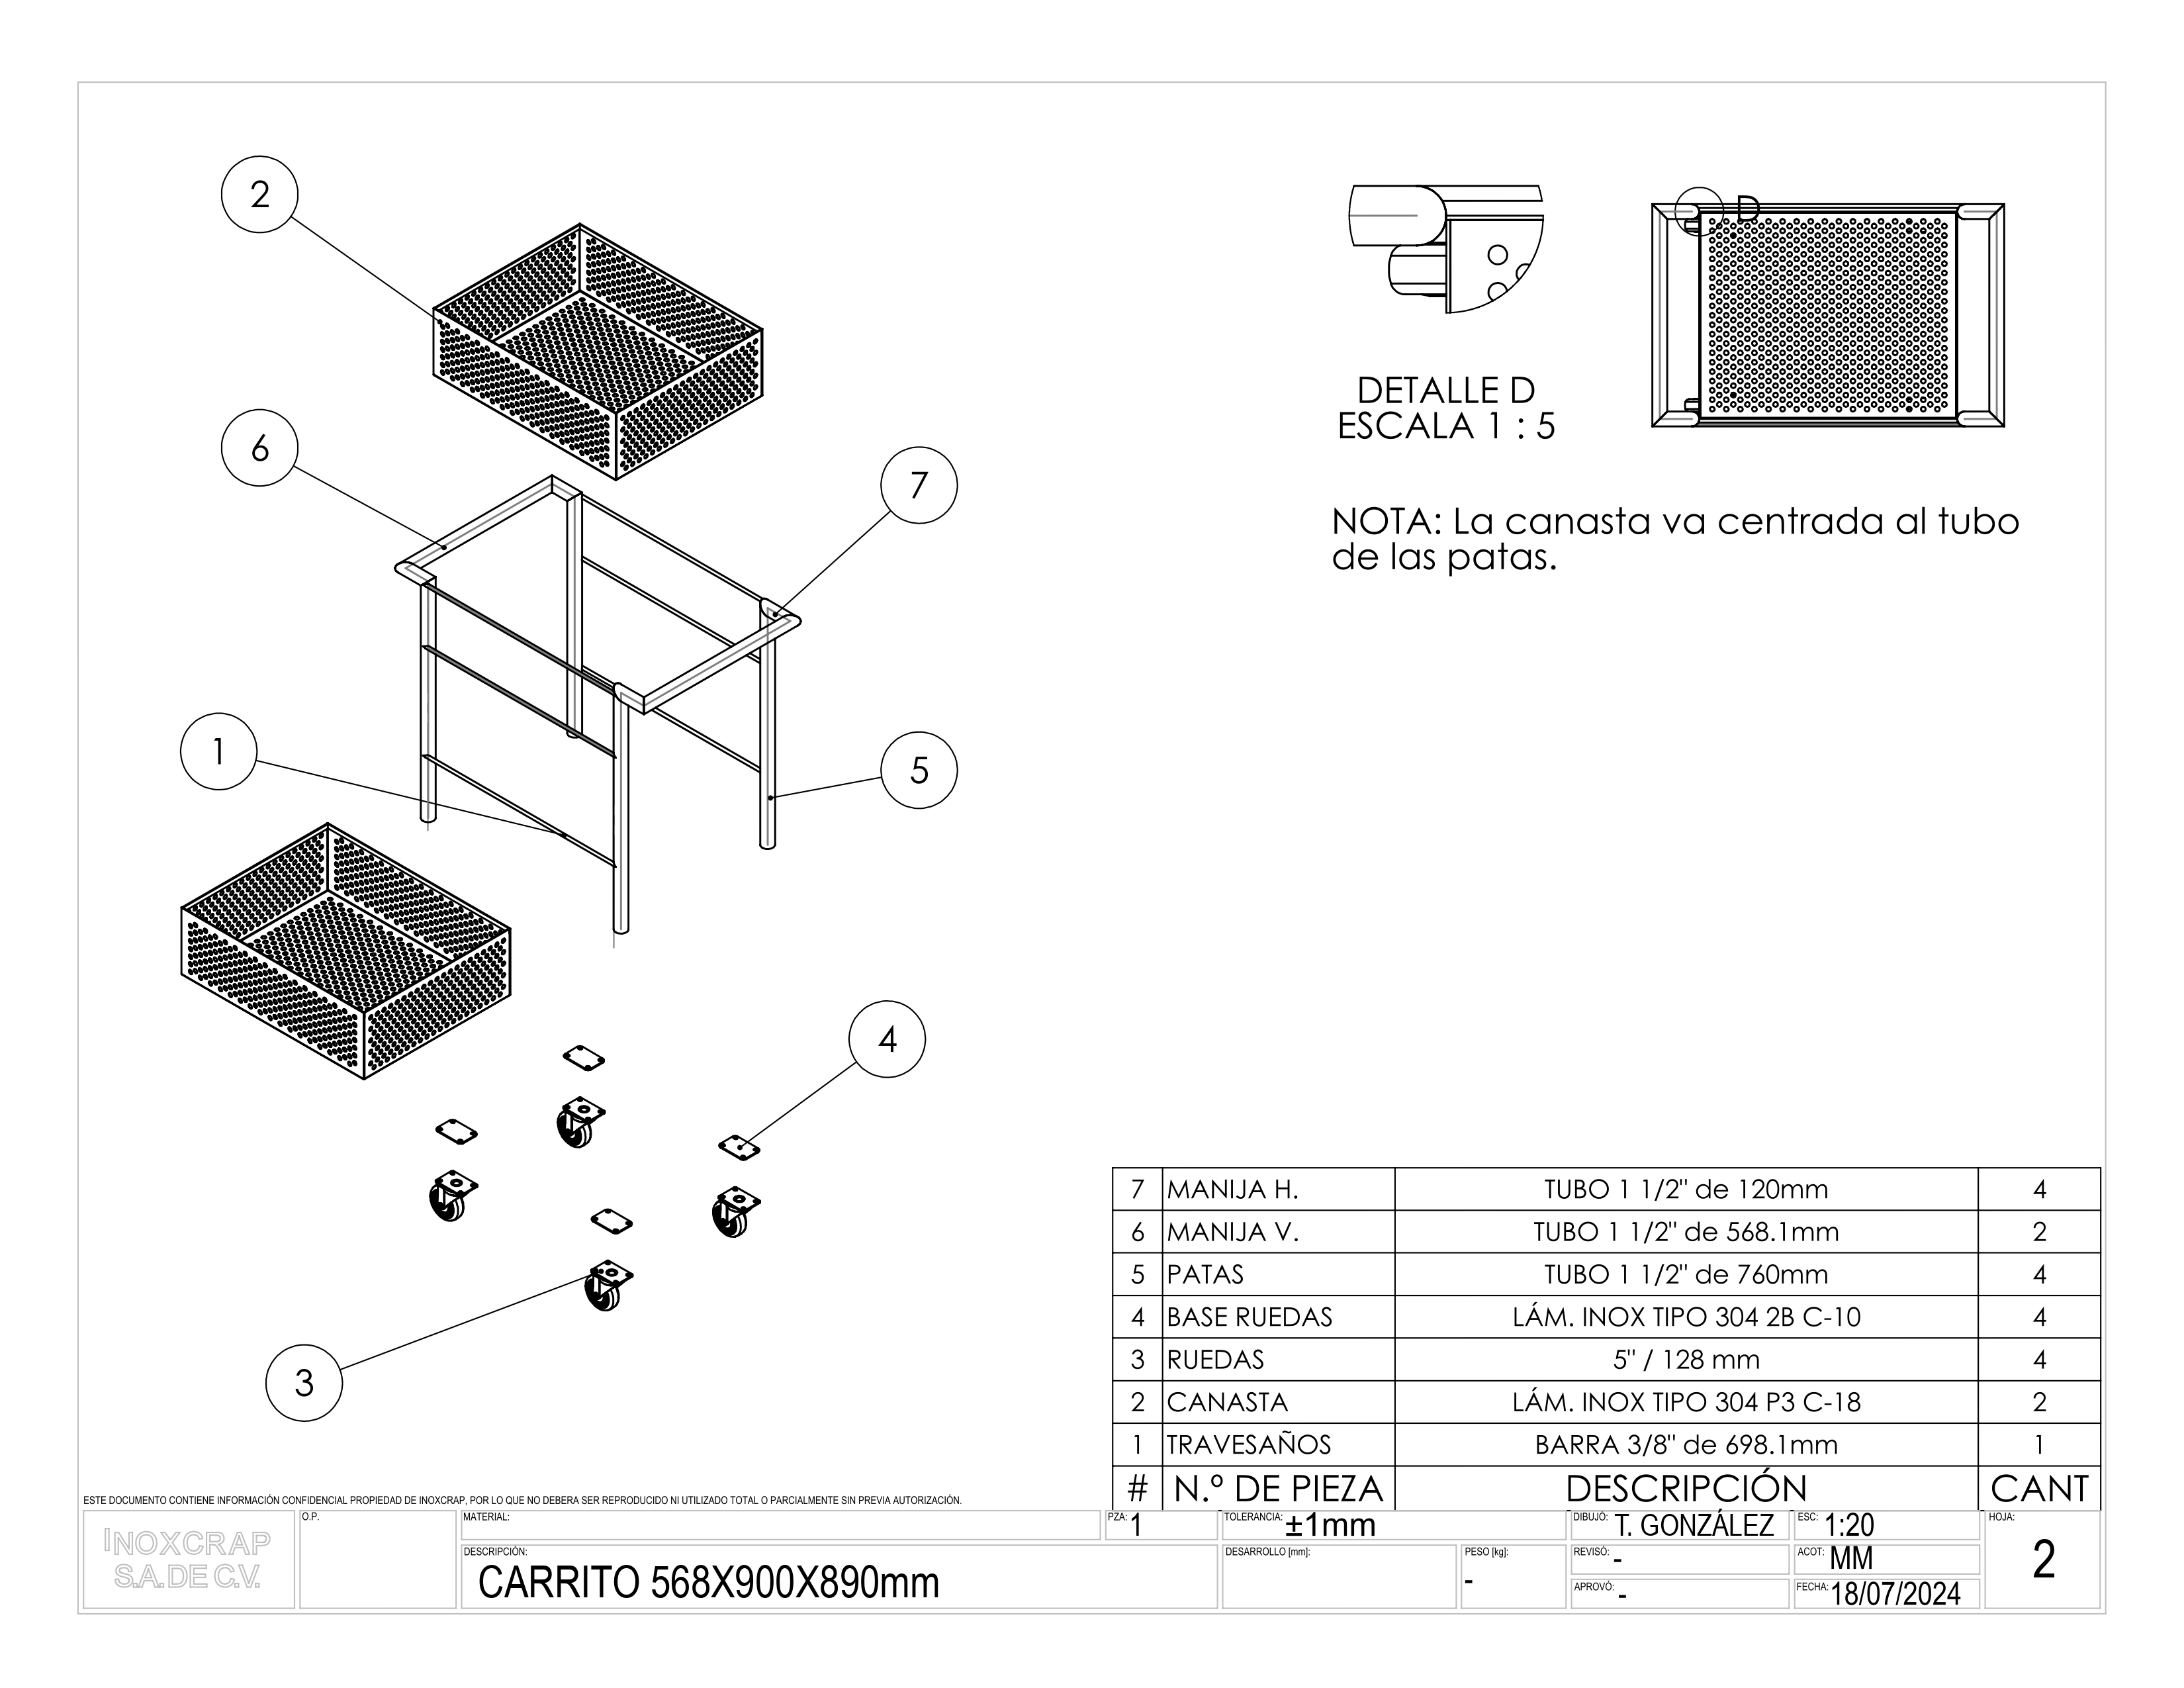 2
6
7
1
5
4
3
D
DETALLE D
ESCALA 1 : 5
NOTA: La canasta va centrada al tubo
de las patas.
7 MANIJA H. TUBO 1 1/2" de 120mm 4
6 MANIJA V. TUBO 1 1/2" de 568.1mm 2
5 PATAS TUBO 1 1/2" de 760mm 4
4 BASE RUEDAS LÁM. INOX TIPO 304 2B C-10 4
3 RUEDAS 5" / 128 mm 4
2 CANASTA LÁM. INOX TIPO 304 P3 C-18 2
1 TRAVESAÑOS BARRA 3/8" de 698.1mm 1
# N.º DE PIEZA DESCRIPCIÓN CANT
ESTE DOCUMENTO CONTIENE INFORMACIÓN CONFIDENCIAL PROPIEDAD DE INOXCRAP, POR LO QUE NO DEBERA SER REPRODUCIDO NI UTILIZADO TOTAL O PARCIALMENTE SIN PREVIA AUTORIZACIÓN.
INOXCRAP
S.A. DE C.V.
O.P.
MATERIAL:
PZA: 1
TOLERANCIA: ±1mm
DIBUJÓ: T. GONZÁLEZ
ESC: 1:20
HOJA:
2
DESCRIPCIÓN:
CARRITO 568X900X890mm
DESARROLLO [mm]:
PESO [kg]:
-
REVISÓ: -
ACOT: MM
APROVÓ: -
FECHA: 18/07/2024